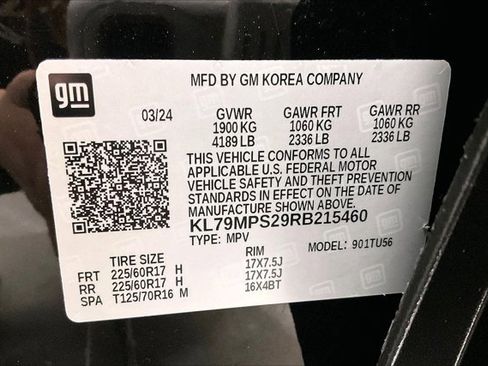 gm
MFD BY GM KOREA COMPANY
03/24 GVWR GAWR FRT GAWR RR
1900 KG 1060 KG 1060 KG
4189 LB 2336 LB 2336 LB
THIS VEHICLE CONFORMS TO ALL
APPLICABLE U.S. FEDERAL MOTOR
VEHICLE SAFETY AND THEFT PREVENTION
STANDARDS IN EFFECT ON THE DATE OF
MANUFACTURE SHOWN ABOVE.
KL79MPS29RB215460
TYPE: MPV MODEL: 901TU56
TIRE SIZE RIM
FRT 225/60R17 H 17X7.5J
RR 225/60R17 H 17X7.5J
SPA T125/70R16 M 16X4BT